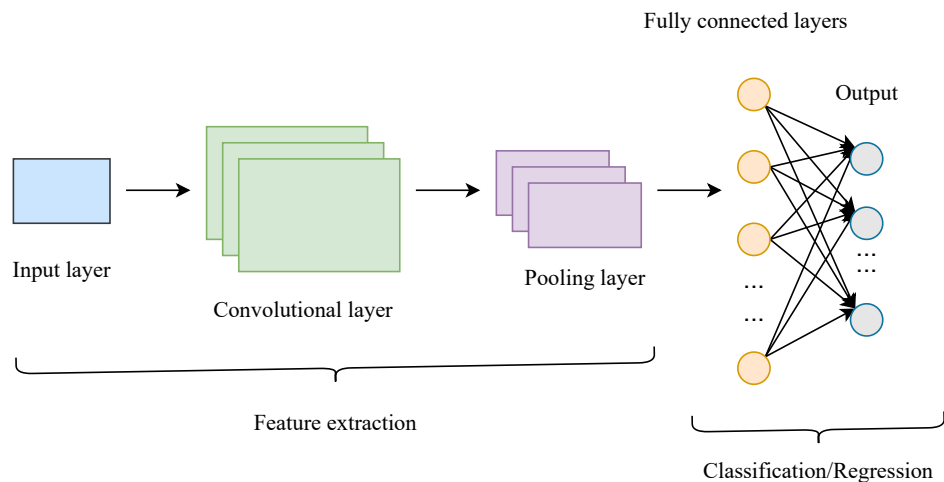 Fully connected layers
Output
Input layer
Convolutional layer
Pooling layer
...
...
...
...
Feature extraction
Classification/Regression